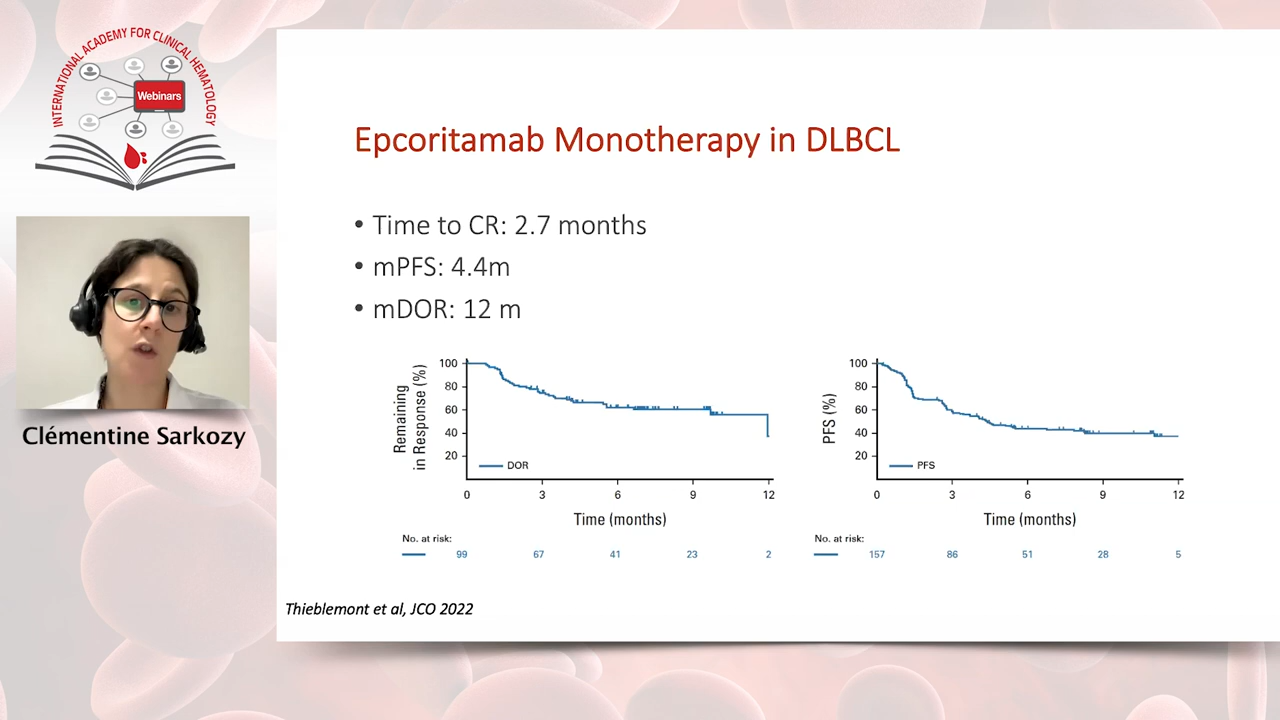 INTERNATIONAL ACADEMY FOR CLINICAL HEMATOLOGY
Webinars
Clémentine Sarkozy
Epcoritamab Monotherapy in DLBCL
• Time to CR: 2.7 months
• mPFS: 4.4m
• mDOR: 12 m
Remaining
in Response (%)
100
80
60
40
20
DOR
0 3 6 9 12
Time (months)
No. at risk:
99 67 41 23 2
PFS (%)
100
80
60
40
20
PFS
0 3 6 9 12
Time (months)
No. at risk:
157 86 51 28 5
Thieblemont et al, JCO 2022